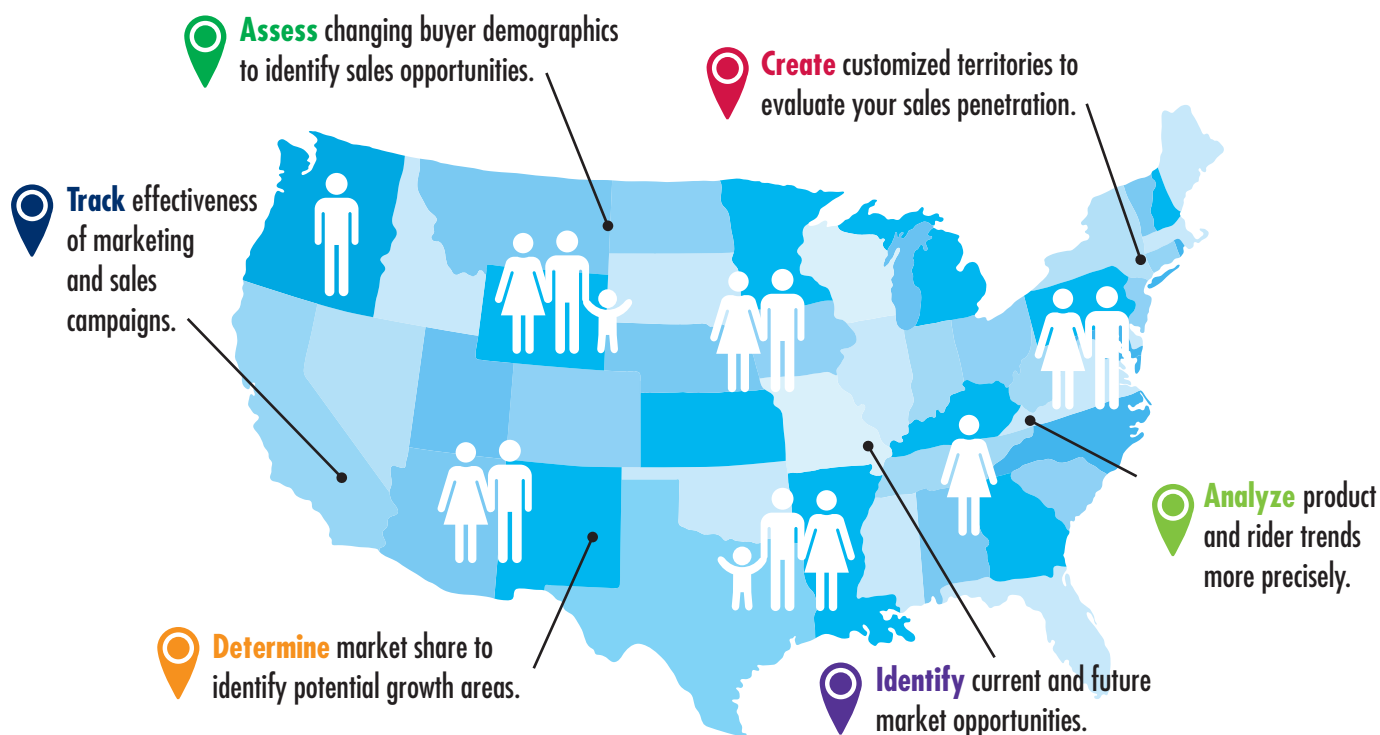 Assess changing buyer demographics
to identify sales opportunities.
Create customized territories to
evaluate your sales penetration.
Track effectiveness
of marketing
and sales
campaigns.
Analyze product
and rider trends
more precisely.
Determine market share to
identify potential growth areas.
Identify current and future
market opportunities.